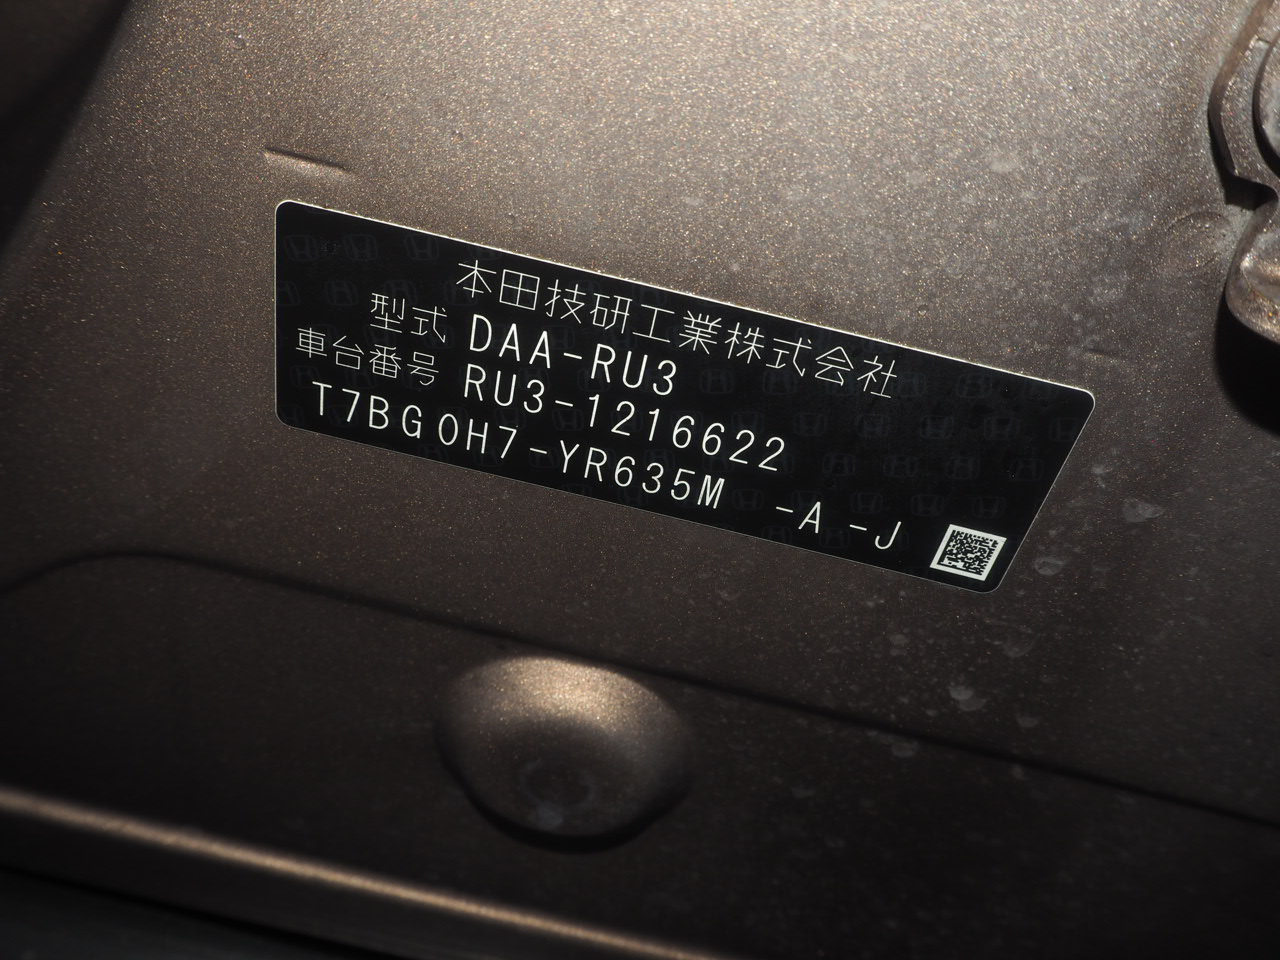 本田技研工業株式会社
型式 DAA-RU3
車台番号 RU3-1216622
T7BG0H7-YR635M -A -J